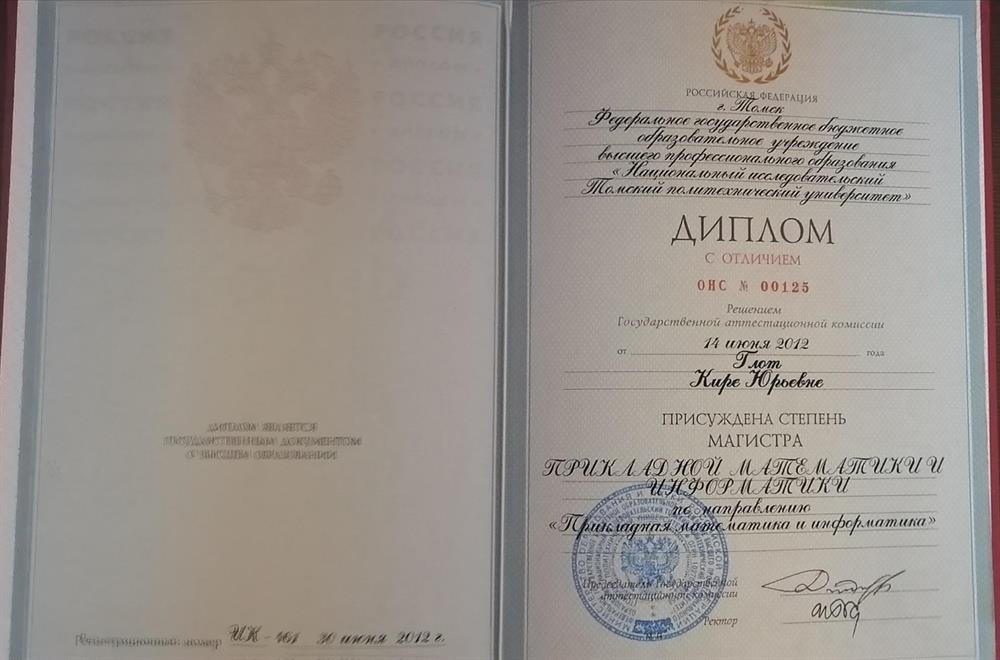 ДИПЛОМ ЯВЛЯЕТСЯ
ГОСУДАРСТВЕННЫМ ДОКУМЕНТОМ
О ВЫСШЕМ ОБРАЗОВАНИИ
Регистрационный номер ИК - 461 30 июня 2012 г.
РОССИЙСКАЯ ФЕДЕРАЦИЯ
г. Томск
Федеральное государственное бюджетное
образовательное учреждение
высшего профессионального образования
«Национальный исследовательский
Томский политехнический университет»
ДИПЛОМ
С ОТЛИЧИЕМ
ОНС № 00125
Решением
Государственной аттестационной комиссии
от 14 июня 2012 года
Глот
Кире Юрьевне
ПРИСУЖДЕНА СТЕПЕНЬ
МАГИСТРА
ПРИКЛАДНОЙ МАТЕМАТИКИ И
ИНФОРМАТИКИ
по направлению
«Прикладная математика и информатика»
Председатель Государственной
аттестационной комиссии
Ректор